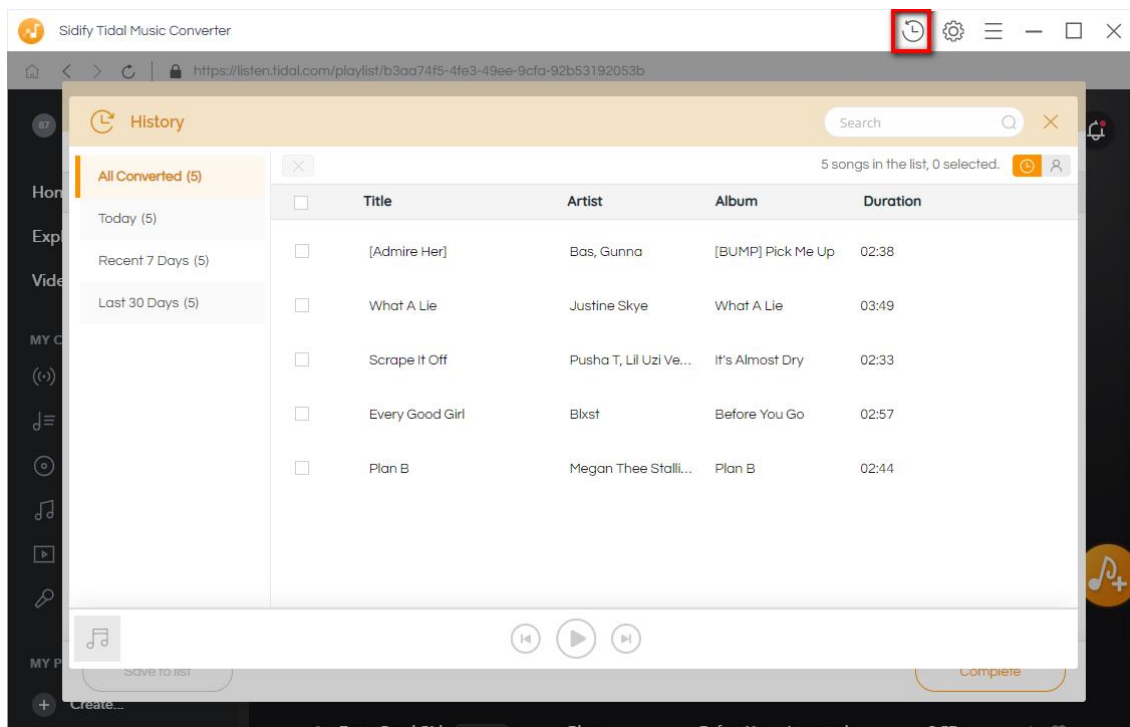 Sidify Tidal Music Converter
https://listen.tidal.com/playlist/b3aa74f5-4fe3-49ee-9cfa-92b53192053b
87
History
Search
All Converted (5)
5 songs in the list, 0 selected.
Hon
Title Artist Album Duration
Today (5)
Expl
[Admire Her] Bas, Gunna [BUMP] Pick Me Up 02:38
Recent 7 Days (5)
Vide
Last 30 Days (5)
What A Lie Justine Skye What A Lie 03:49
MY C
Scrape It Off Pusha T, Lil Uzi Ve... It's Almost Dry 02:33
Every Good Girl Blxst Before You Go 02:57
Plan B Megan Thee Stalli... Plan B 02:44
MY P
Save to list Complete
Create...